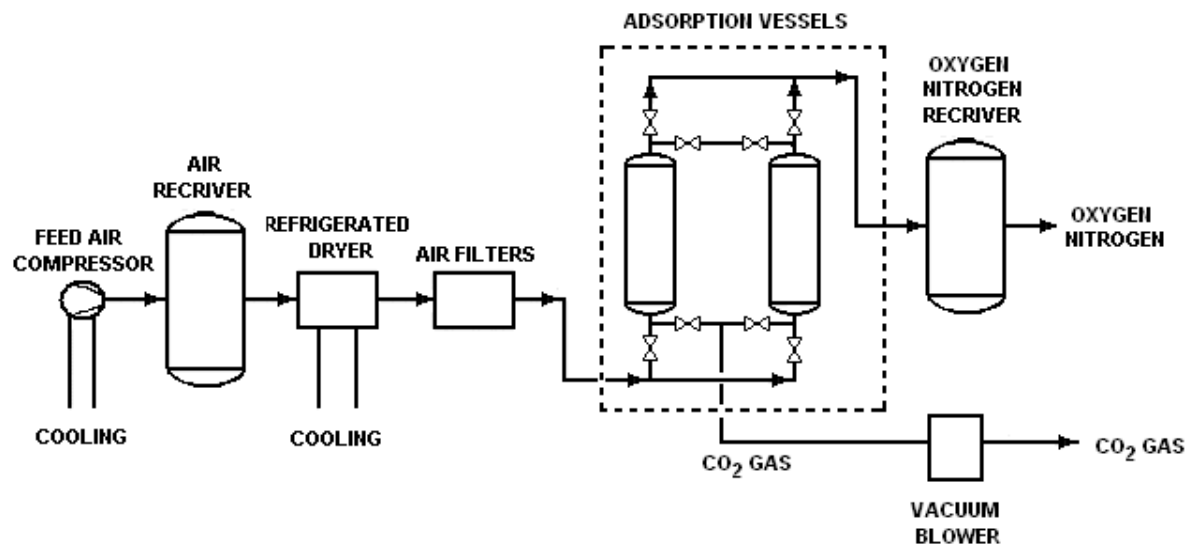 ADSORPTION VESSELS
OXYGEN
NITROGEN
RECRIVER
AIR
RECRIVER
FEED AIR
COMPRESSOR
REFRIGERATED
DRYER
AIR FILTERS
OXYGEN
NITROGEN
COOLING
COOLING
CO₂ GAS
CO₂ GAS
VACUUM
BLOWER